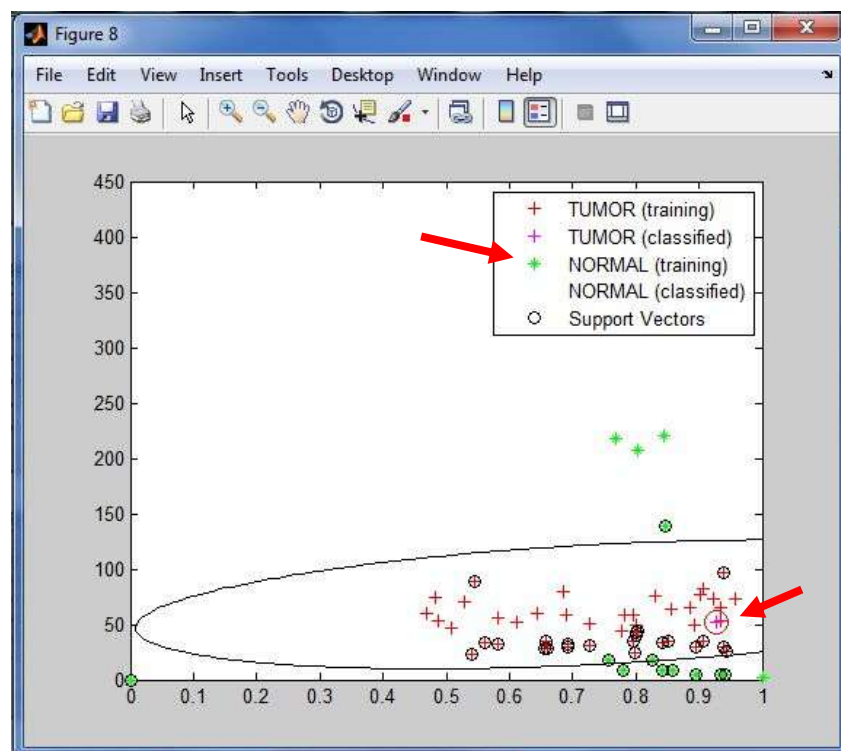 Figure 8
File Edit View Insert Tools Desktop Window Help
450
400
350
300
250
200
150
100
50
0
TUMOR (training)
TUMOR (classified)
NORMAL (training)
NORMAL (classified)
Support Vectors
0 0.1 0.2 0.3 0.4 0.5 0.6 0.7 0.8 0.9 1